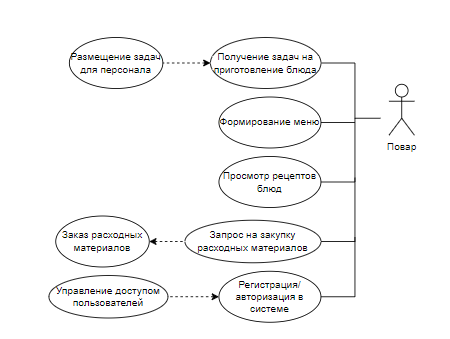 Размещение задач
для персонала
Получение задач на
приготовление блюда
Формирование меню
Повар
Просмотр рецептов
блюд
Заказ расходных
материалов
Запрос на закупку
расходных материалов
Управление доступом
пользователей
Регистрация/
авторизация в
системе